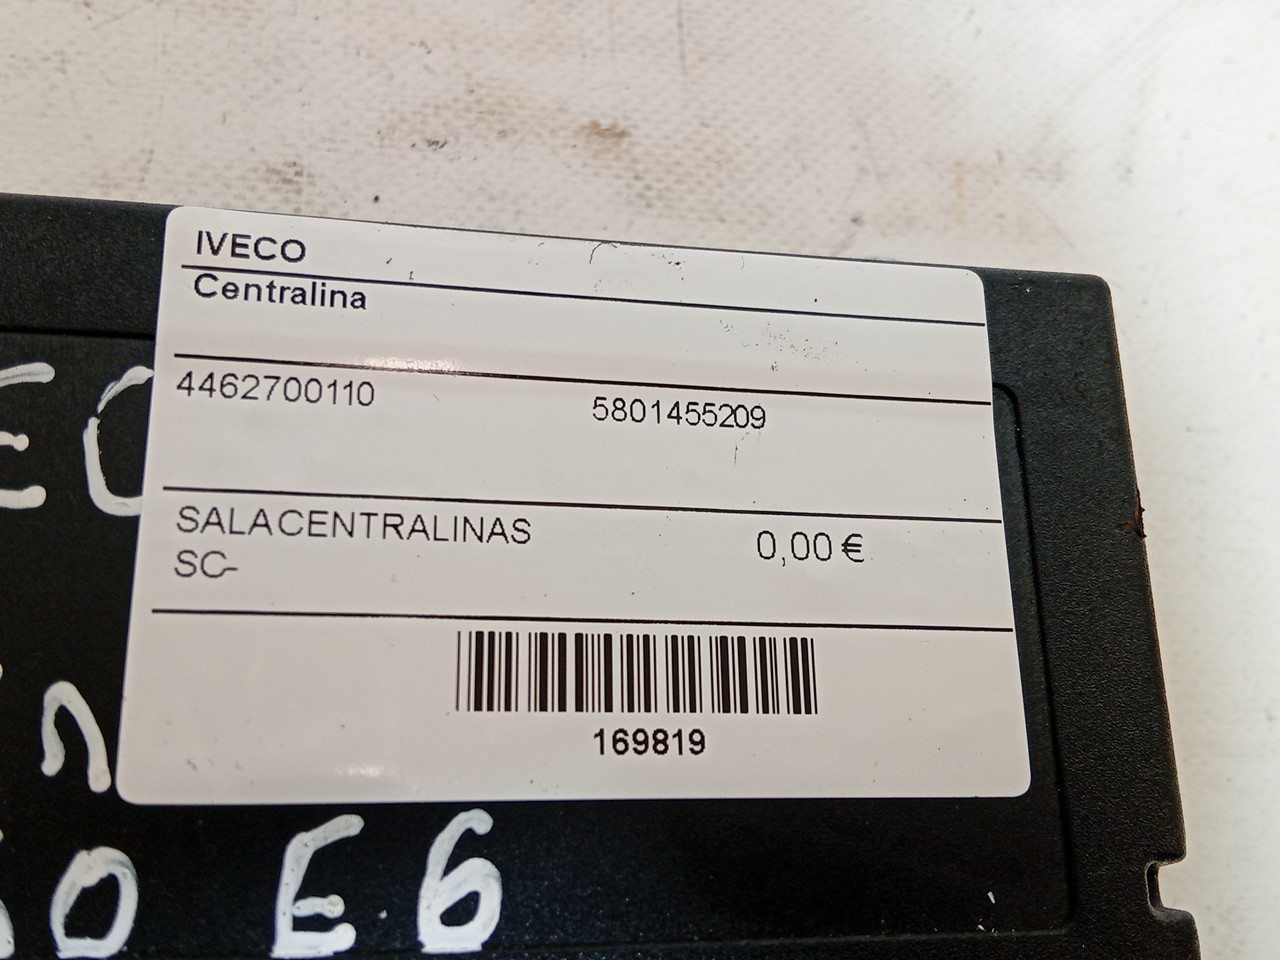 IVECO
Centralina
4462700110 5801455209
SALACENTRALINAS 0,00 €
SC-
169819
E6